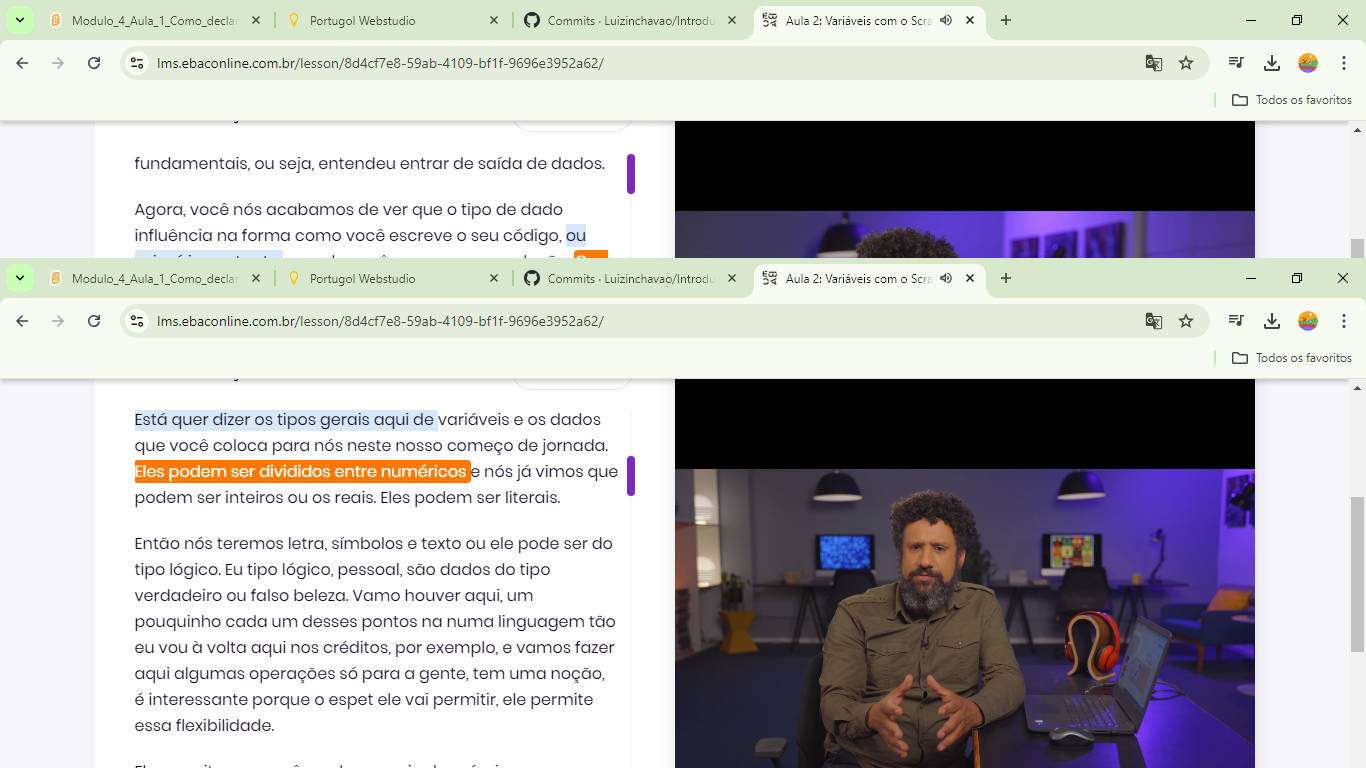 Modulo_4_Aula_1_Como_declar
Portugol Webstudio
Commits · Luizinchavao/Introdu
Aula 2: Variáveis com o Scra
lms.ebaconline.com.br/lesson/8d4cf7e8-59ab-4109-bf1f-9696e3952a62/
Todos os favoritos
fundamentais, ou seja, entendeu entrar de saída de dados.
Agora, você nós acabamos de ver que o tipo de dado
influência na forma como você escreve o seu código, ou
Modulo_4_Aula_1_Como_declar
Portugol Webstudio
Commits · Luizinchavao/Introdu
Aula 2: Variáveis com o Scra
lms.ebaconline.com.br/lesson/8d4cf7e8-59ab-4109-bf1f-9696e3952a62/
Todos os favoritos
Está quer dizer os tipos gerais aqui de variáveis e os dados
que você coloca para nós neste nosso começo de jornada.
Eles podem ser divididos entre numéricos e nós já vimos que
podem ser inteiros ou os reais. Eles podem ser literais.
Então nós teremos letra, símbolos e texto ou ele pode ser do
tipo lógico. Eu tipo lógico, pessoal, são dados do tipo
verdadeiro ou falso beleza. Vamo houver aqui, um
pouquinho cada um desses pontos na numa linguagem tão
eu vou à volta aqui nos créditos, por exemplo, e vamos fazer
aqui algumas operações só para a gente, tem uma noção,
é interessante porque o espet ele vai permitir, ele permite
essa flexibilidade.